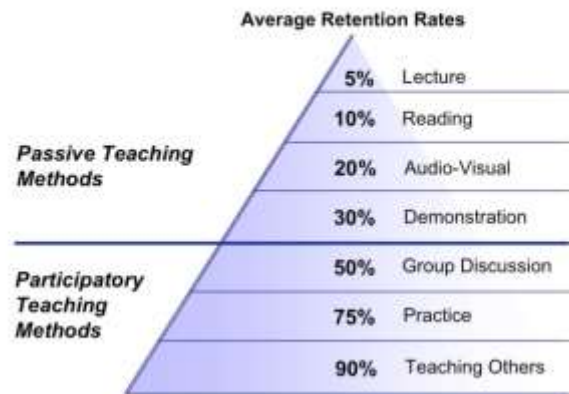 Average Retention Rates
5% Lecture
10% Reading
Passive Teaching
Methods
20% Audio-Visual
30% Demonstration
50% Group Discussion
Participatory
Teaching
Methods
75% Practice
90% Teaching Others